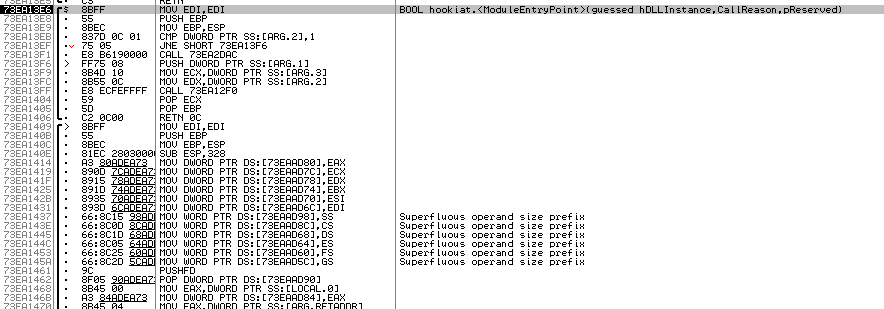 73EA13E5 C3 RETN
73EA13E6 $ 8BFF MOV EDI,EDI BOOL hookiat.<ModuleEntryPoint>(guessed hDLLInstance,CallReason,pReserved)
73EA13E8 . 55 PUSH EBP
73EA13E9 . 8BEC MOV EBP,ESP
73EA13EB . 837D 0C 01 CMP DWORD PTR SS:[ARG.2],1
73EA13EF . 75 05 JNE SHORT 73EA13F6
73EA13F1 . E8 B6190000 CALL 73EA2DAC
73EA13F6 > FF75 08 PUSH DWORD PTR SS:[ARG.1]
73EA13F9 . 8B4D 10 MOV ECX,DWORD PTR SS:[ARG.3]
73EA13FC . 8B55 0C MOV EDX,DWORD PTR SS:[ARG.2]
73EA13FF . E8 ECFEFFFF CALL 73EA12F0
73EA1404 . 59 POP ECX
73EA1405 . 5D POP EBP
73EA1406 . C2 0C00 RETN 0C
73EA1409 > 8BFF MOV EDI,EDI
73EA140B . 55 PUSH EBP
73EA140C . 8BEC MOV EBP,ESP
73EA140E . 81EC 28030000 SUB ESP,328
73EA1414 . A3 80ADEA73 MOV DWORD PTR DS:[73EAAD80],EAX
73EA1419 . 890D 7CADEA73 MOV DWORD PTR DS:[73EAAD7C],ECX
73EA141F . 8915 78ADEA73 MOV DWORD PTR DS:[73EAAD78],EDX
73EA1425 . 891D 74ADEA73 MOV DWORD PTR DS:[73EAAD74],EBX
73EA142B . 8935 70ADEA73 MOV DWORD PTR DS:[73EAAD70],ESI
73EA1431 . 893D 6CADEA73 MOV DWORD PTR DS:[73EAAD6C],EDI
73EA1437 . 66:8C15 98AD MOV WORD PTR DS:[73EAAD98],SS Superfluous operand size prefix
73EA143E . 66:8C0D 8CAD MOV WORD PTR DS:[73EAAD8C],CS Superfluous operand size prefix
73EA1445 . 66:8C1D 68AD MOV WORD PTR DS:[73EAAD68],DS Superfluous operand size prefix
73EA144C . 66:8C05 64AD MOV WORD PTR DS:[73EAAD64],ES Superfluous operand size prefix
73EA1453 . 66:8C25 60AD MOV WORD PTR DS:[73EAAD60],FS Superfluous operand size prefix
73EA145A . 66:8C2D 5CAD MOV WORD PTR DS:[73EAAD5C],GS Superfluous operand size prefix
73EA1461 . 9C PUSHFD
73EA1462 . 8F05 90ADEA73 POP DWORD PTR DS:[73EAAD90]
73EA1468 . 8B45 00 MOV EAX,DWORD PTR SS:[LOCAL.0]
73EA146B . A3 84ADEA73 MOV DWORD PTR DS:[73EAAD84],EAX
73EA1470 . 8B45 04 MOV EAX,DWORD PTR SS:[ARG.RETADDR]